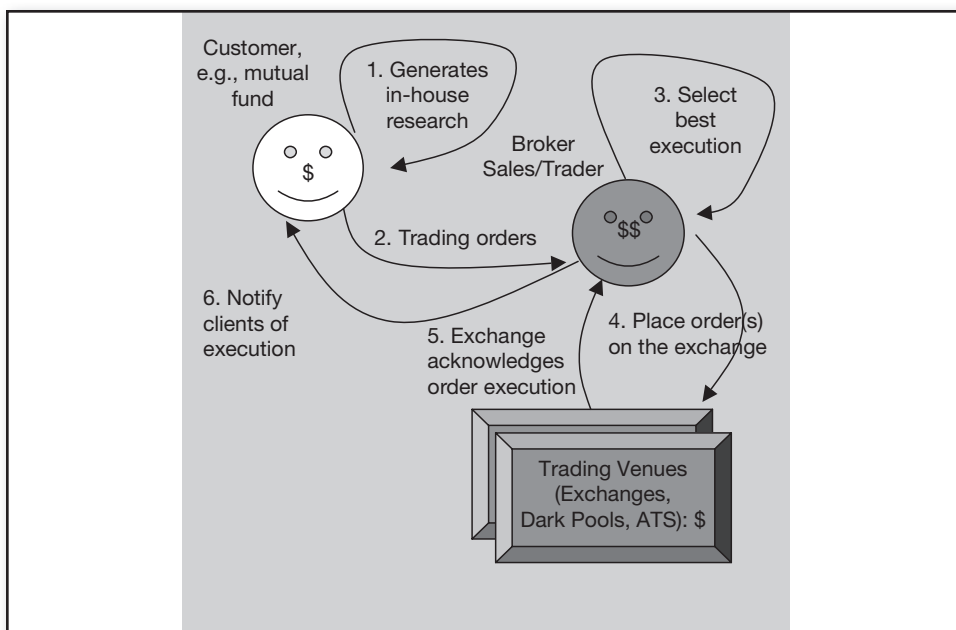 Customer,
e.g., mutual
fund
1. Generates
in-house
research
$
2. Trading orders
Broker
Sales/Trader
3. Select
best
execution
$$
4. Place order(s)
on the exchange
5. Exchange
acknowledges
order execution
6. Notify
clients of
execution
Trading Venues
(Exchanges,
Dark Pools, ATS): $